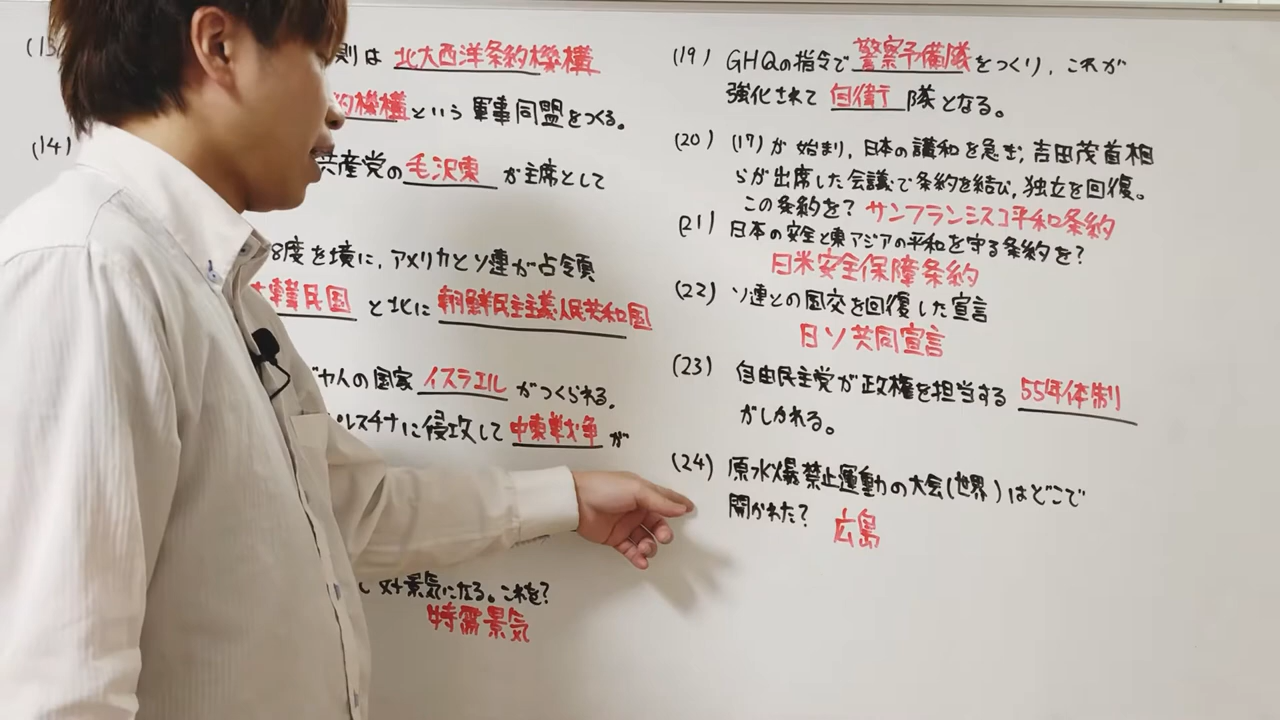 (13) 則は 北大西洋条約機構
約機構 という 軍事同盟をつくる。
(14) 共産党の 毛沢東 が主席として
8度を境に、アメリカとソ連が占領
大韓民国 と北に 朝鮮民主主義人民共和国
ヤ人の国家 イスラエル がつくられる。
パレスチナに侵攻して 中東戦争 が
し 好景気になる。これを?
特需景気
(19) GHQの指令で 警察予備隊 をつくり、これが
強化されて 自衛 隊となる。
(20) (17)が始まり、日本の講和を急ぎ、吉田茂首相
らが出席した会議で条約を結び、独立を回復。
この条約を? サンフランシスコ平和条約
(21) 日本の安全と東アジアの平和を守る条約を?
日米安全保障条約
(22) ソ連との国交を回復した宣言
日ソ共同宣言
(23) 自由民主党が政権を担当する 55年体制
がしかれる。
(24) 原水爆禁止運動の大会(世界)はどこで
開かれた? 広島